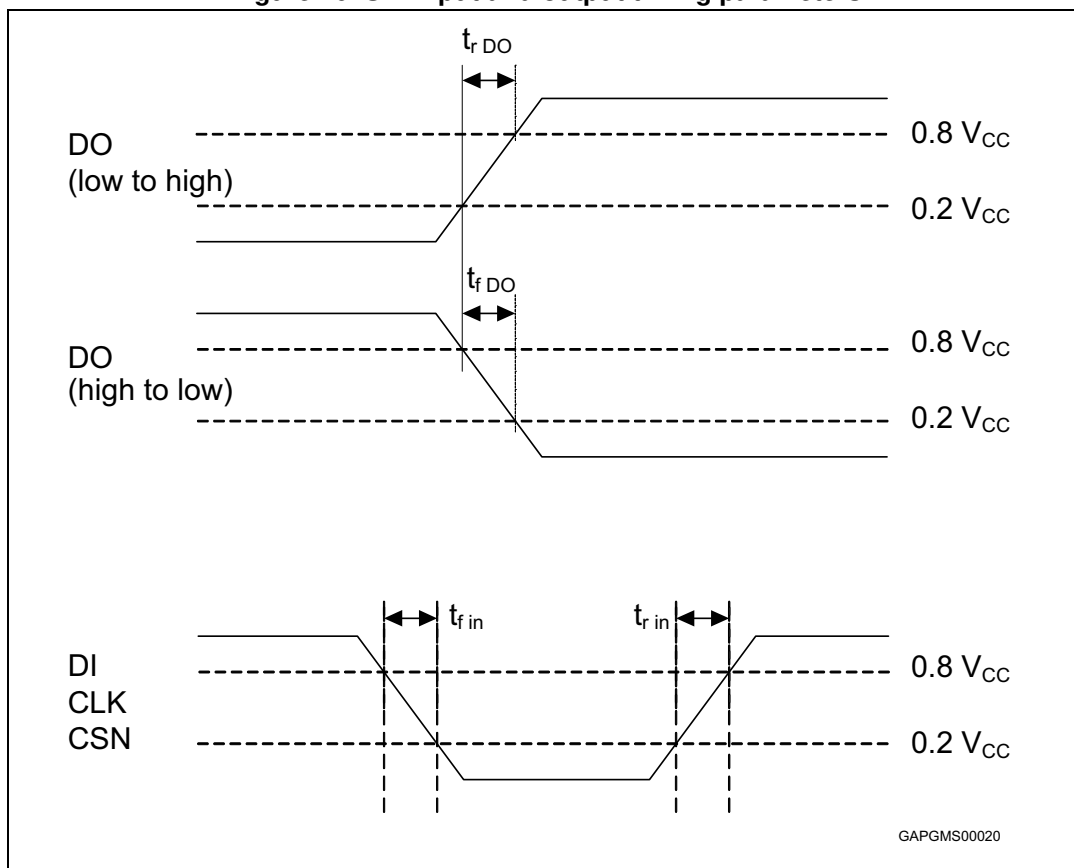 t_r DO
0.8 V_CC
DO
(low to high)
0.2 V_CC
t_f DO
0.8 V_CC
DO
(high to low)
0.2 V_CC
t_f in
t_r in
DI
0.8 V_CC
CLK
CSN
0.2 V_CC
GAPGMS00020